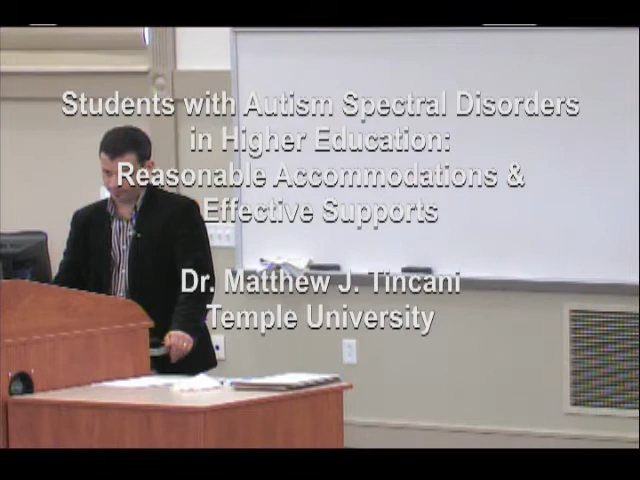 Students with Autism Spectral Disorders
in Higher Education:
Reasonable Accommodations &
Effective Supports
Dr. Matthew J. Tincani
Temple University